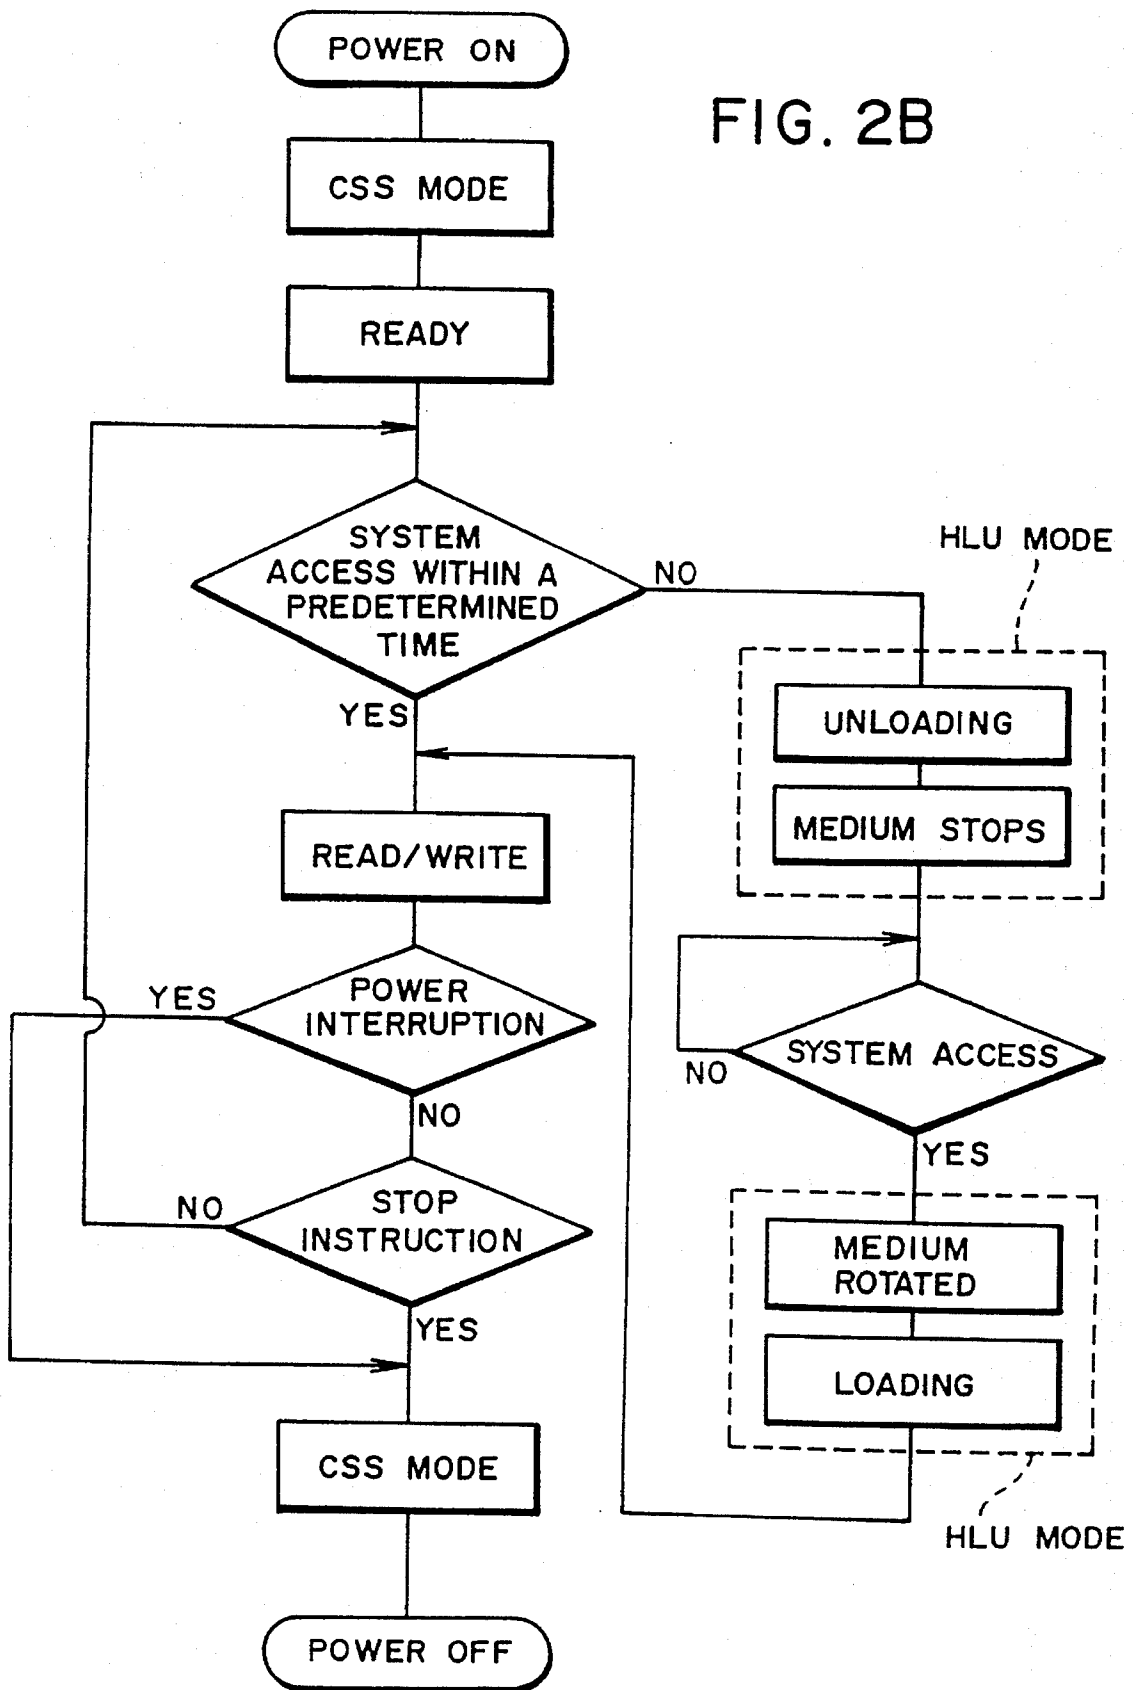 POWER ON
FIG. 2B
CSS MODE
READY
SYSTEM
ACCESS WITHIN A
PREDETERMINED
TIME
NO
YES
HLU MODE
UNLOADING
MEDIUM STOPS
READ/WRITE
POWER
INTERRUPTION
YES
NO
SYSTEM ACCESS
NO
YES
STOP
INSTRUCTION
NO
YES
MEDIUM
ROTATED
LOADING
HLU MODE
CSS MODE
POWER OFF